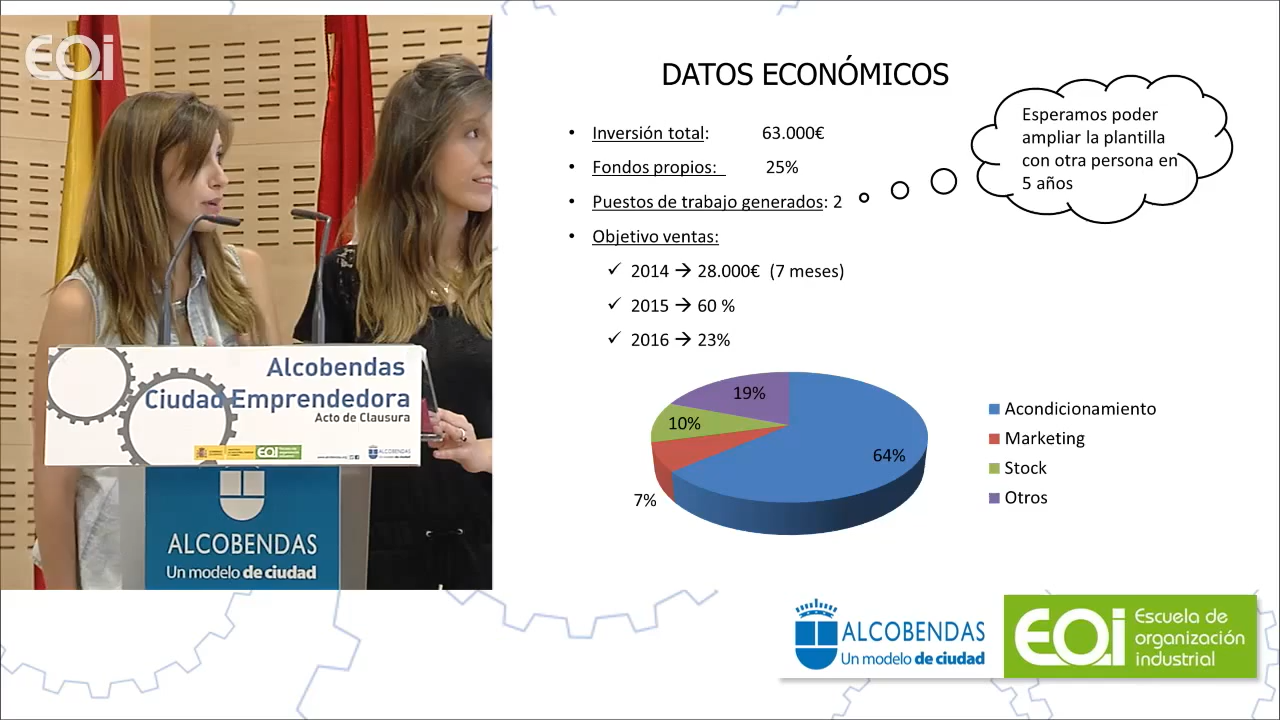 EOi
Alcobendas
Ciudad Emprendedora
Acto de Clausura
EOi
ALCOBENDAS
ALCOBENDAS
Un modelo de ciudad
DATOS ECONÓMICOS
• Inversión total: 63.000€
• Fondos propios: 25%
• Puestos de trabajo generados: 2
• Objetivo ventas:
✓ 2014 → 28.000€ (7 meses)
✓ 2015 → 60 %
✓ 2016 → 23%
Esperamos poder
ampliar la plantilla
con otra persona en
5 años
19%
10%
64%
7%
Acondicionamiento
Marketing
Stock
Otros
ALCOBENDAS
Un modelo de ciudad
EOi
Escuela de
organización
industrial